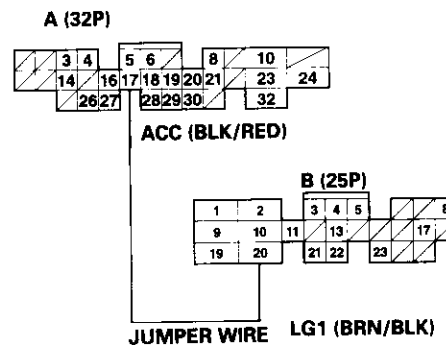 A (32P)
3 4 5 6 8 10
14 16 17 18 19 20 21 23 24
26 27 28 29 30 32
ACC (BLK/RED)
B (25P)
1 2 3 4 5 8
9 10 11 13 17
19 20 21 22 23
JUMPER WIRE LG1 (BRN/BLK)